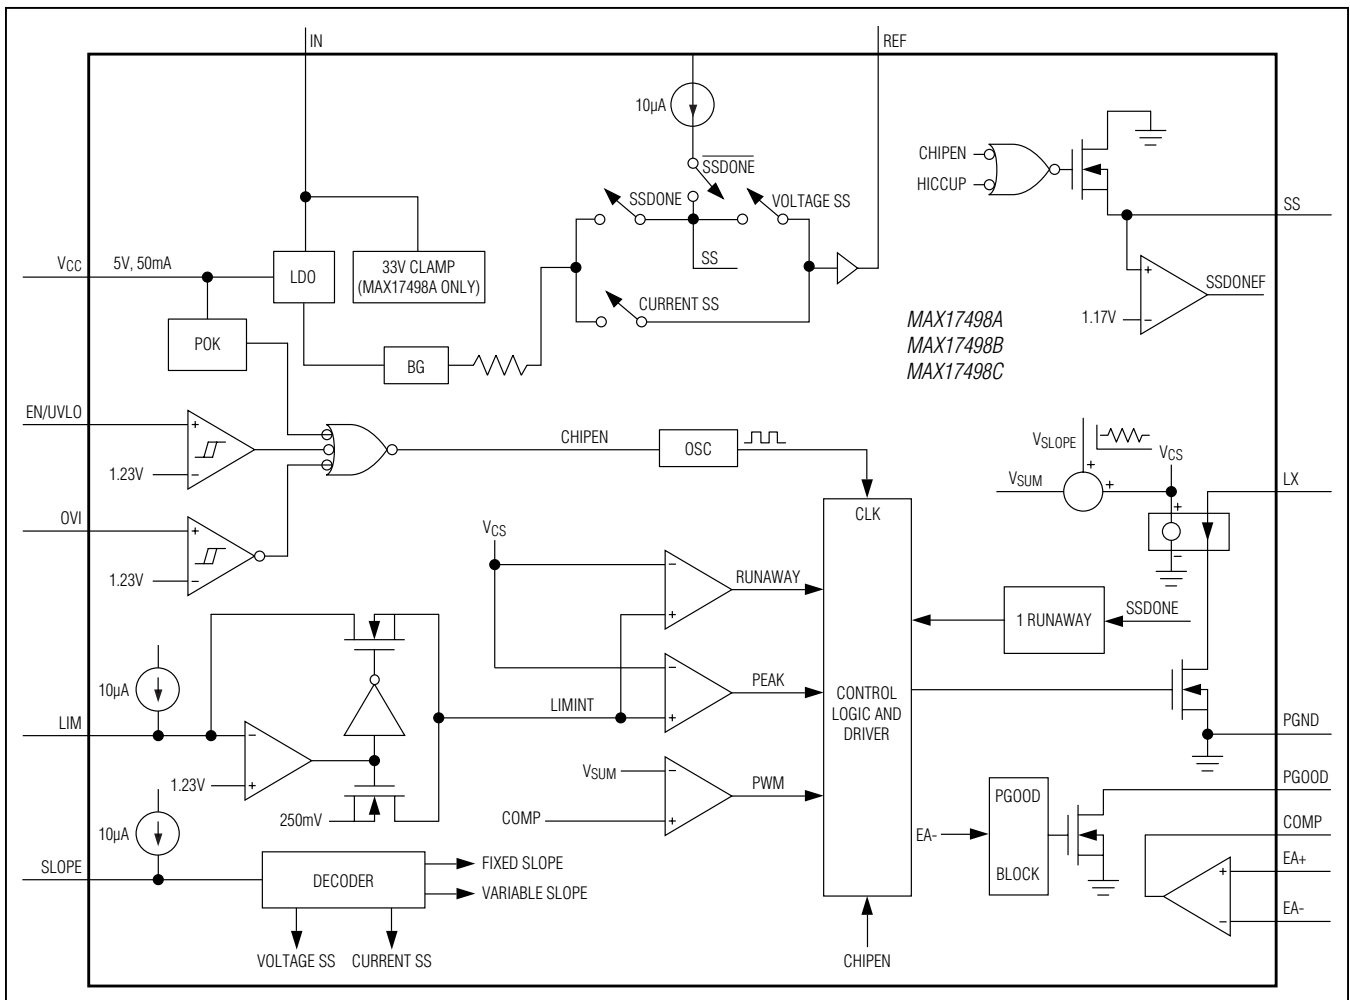 IN
REF
10µA
SSDONE
CHIPEN
HICCUP
SSDONE
VOLTAGE SS
SS
VCC
5V, 50mA
LDO
33V CLAMP
(MAX17498A ONLY)
SS
SSDONEF
1.17V
CURRENT SS
MAX17498A
MAX17498B
MAX17498C
POK
BG
EN/UVLO
+
-
1.23V
CHIPEN
OSC
VSLOPE
VCS
VSUM
LX
OVI
1.23V
CLK
VCS
RUNAWAY
1 RUNAWAY
SSDONE
10µA
LIM
1.23V
250mV
LIMINT
PEAK
CONTROL
LOGIC AND
DRIVER
PGND
VSUM
COMP
PWM
PGOOD
EA-
PGOOD
BLOCK
COMP
EA+
EA-
10µA
SLOPE
DECODER
FIXED SLOPE
VARIABLE SLOPE
VOLTAGE SS
CURRENT SS
CHIPEN